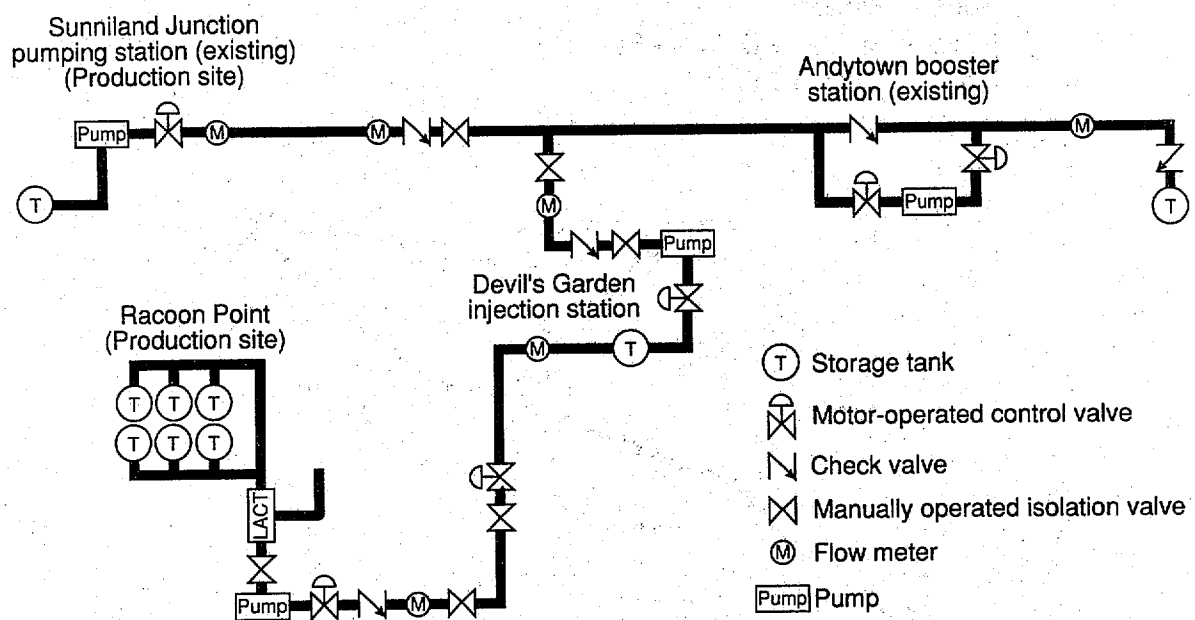 Sunniland Junction
pumping station (existing)
(Production site)
Andytown booster
station (existing)
Pump
M
M
M
T
M
Pump
T
Pump
Devil's Garden
injection station
Racoon Point
(Production site)
M
T
T T T
T T T
LACT
Pump
M
T Storage tank
Motor-operated control valve
Check valve
Manually operated isolation valve
M Flow meter
Pump Pump